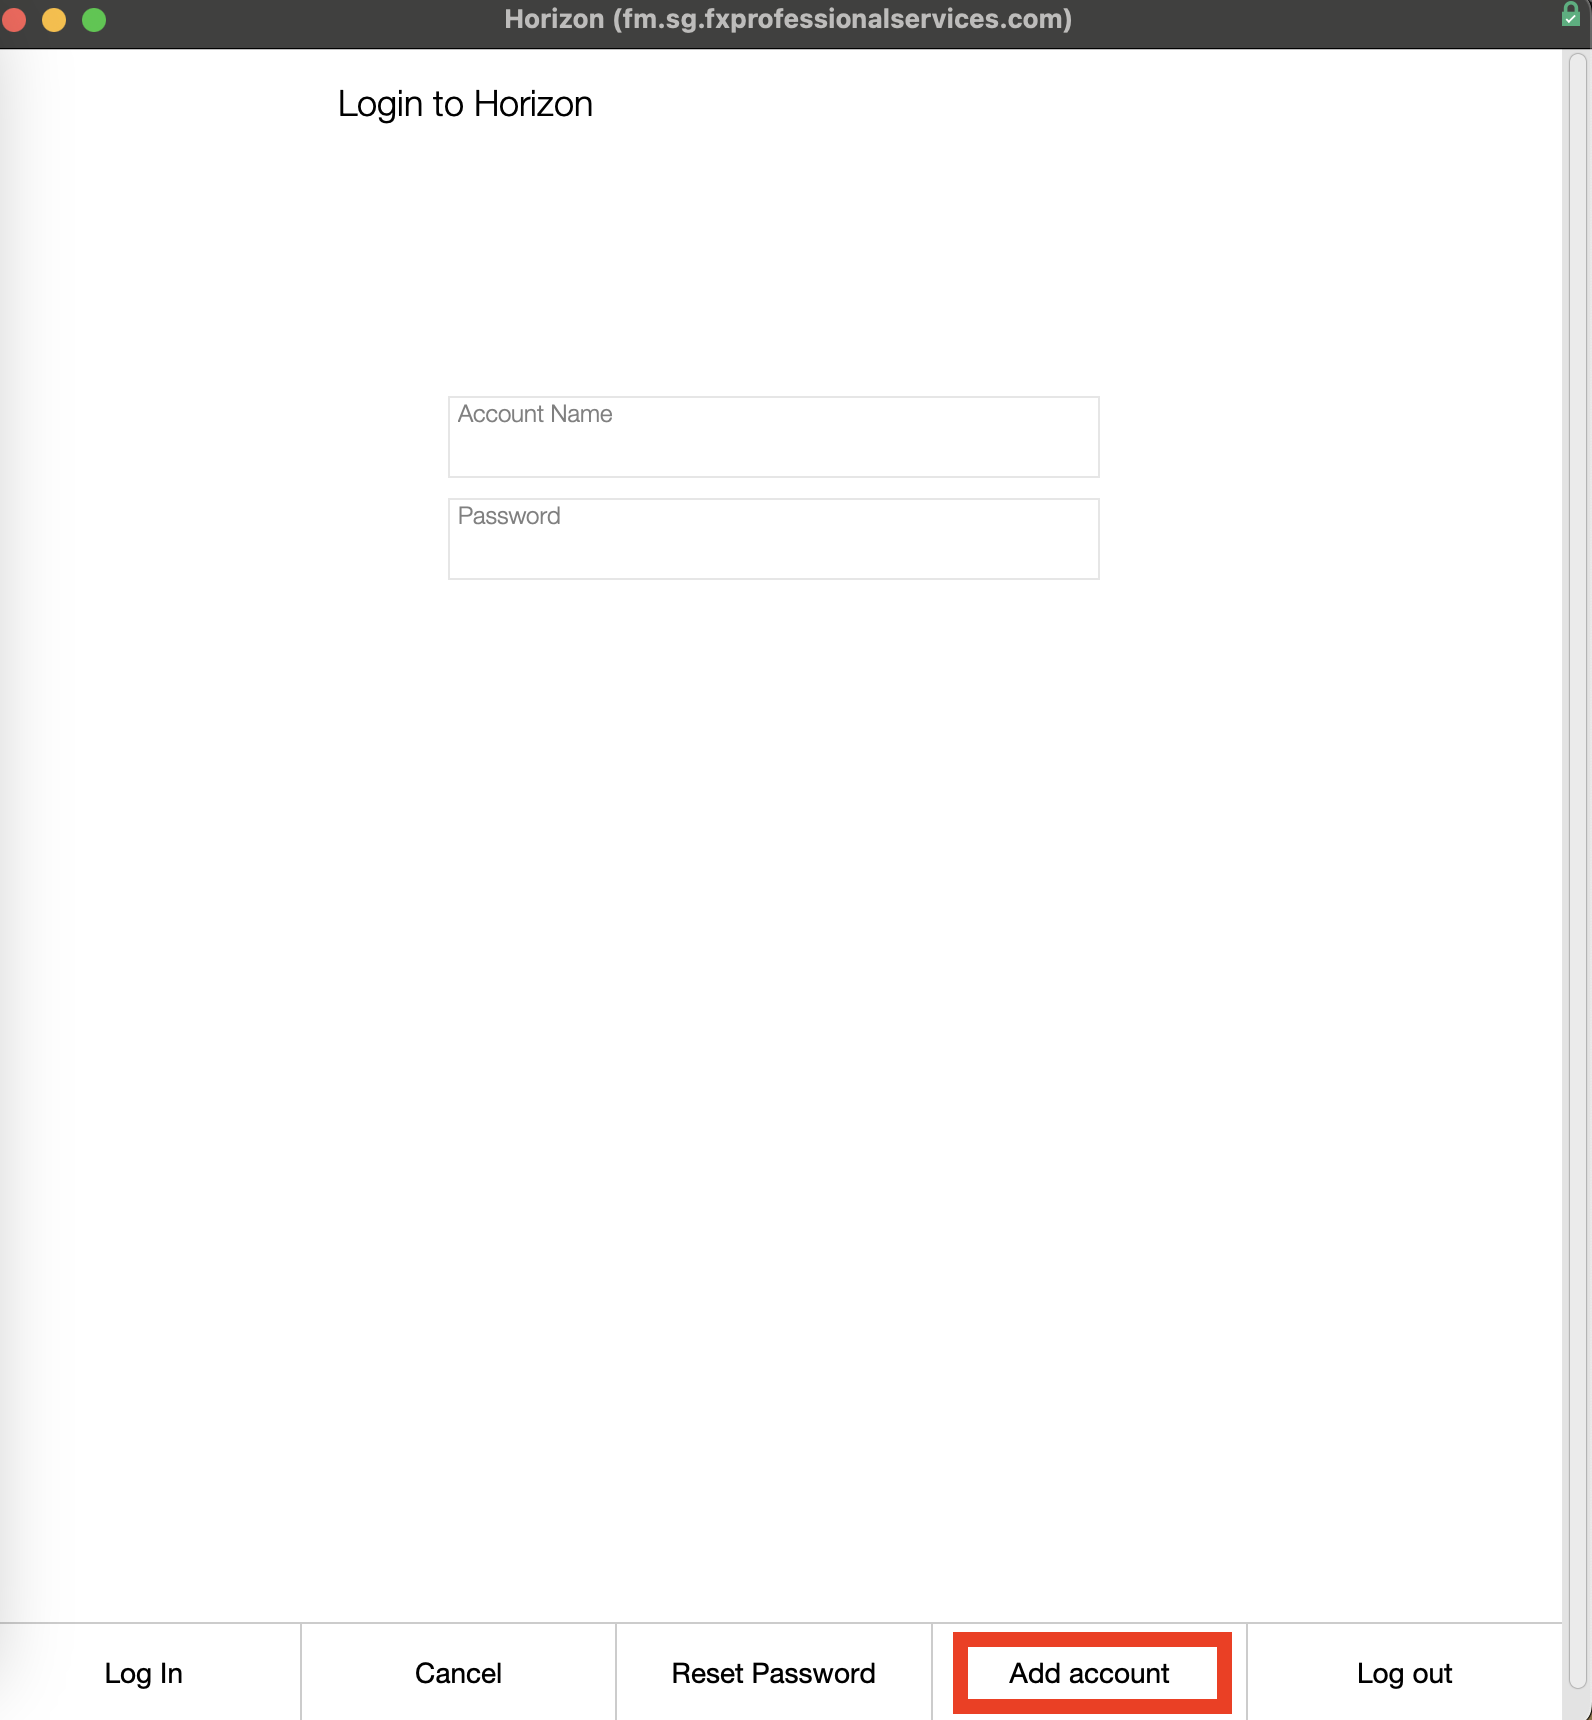 Horizon (fm.sg.fxprofessionalservices.com)
Login to Horizon
Account Name
Password
Log In
Cancel
Reset Password
Add account
Log out